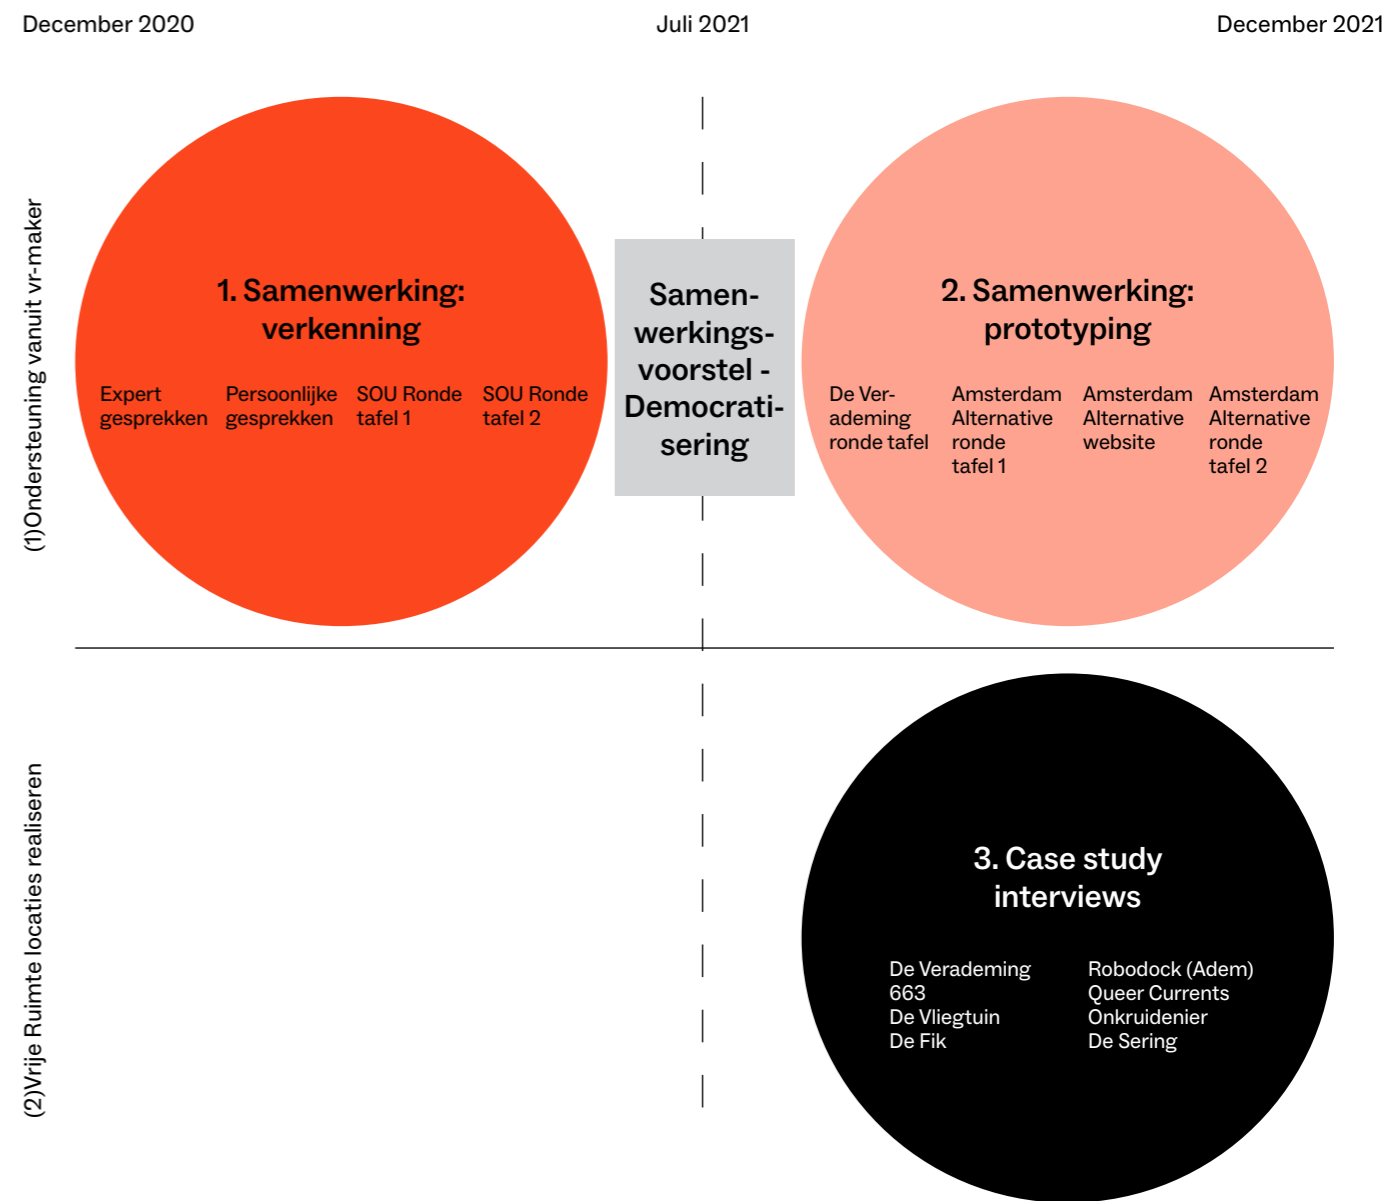 December 2020
Juli 2021
December 2021
(1)Ondersteuning vanuit vr-maker
1. Samenwerking:
verkenning
Expert
gesprekken
Persoonlijke
gesprekken
SOU Ronde
tafel 1
SOU Ronde
tafel 2
Samen-
werkings-
voorstel -
Democrati-
sering
2. Samenwerking:
prototyping
De Ver-
ademing
ronde tafel
Amsterdam
Alternative
ronde
tafel 1
Amsterdam
Alternative
website
Amsterdam
Alternative
ronde
tafel 2
(2)Vrije Ruimte locaties realiseren
3. Case study
interviews
De Verademing
663
De Vliegtuin
De Fik
Robodock (Adem)
Queer Currents
Onkruidenier
De Sering